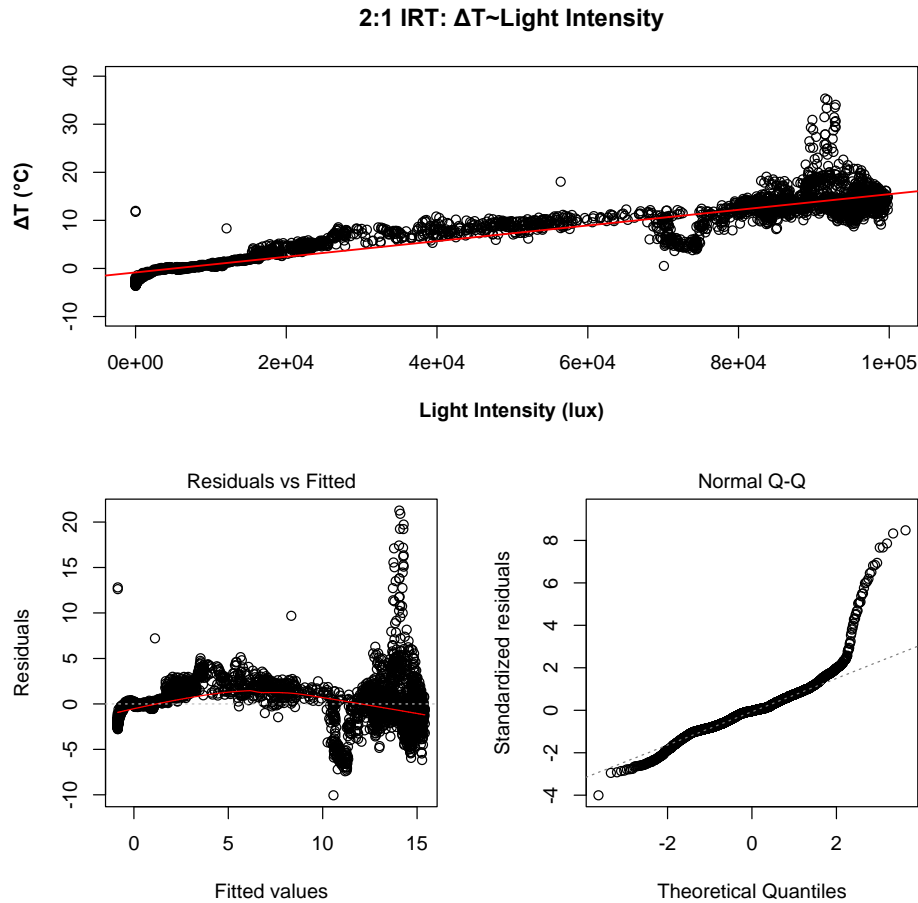 2:1 IRT: ΔT~Light Intensity
ΔT (°C)
40
30
20
10
0
-10
0e+00 2e+04 4e+04 6e+04 8e+04 1e+05
Light Intensity (lux)
Residuals vs Fitted
Residuals
20
15
10
5
0
-5
-10
0 5 10 15
Fitted values
Normal Q-Q
Standardized residuals
8
6
4
2
0
-2
-4
-2 0 2
Theoretical Quantiles